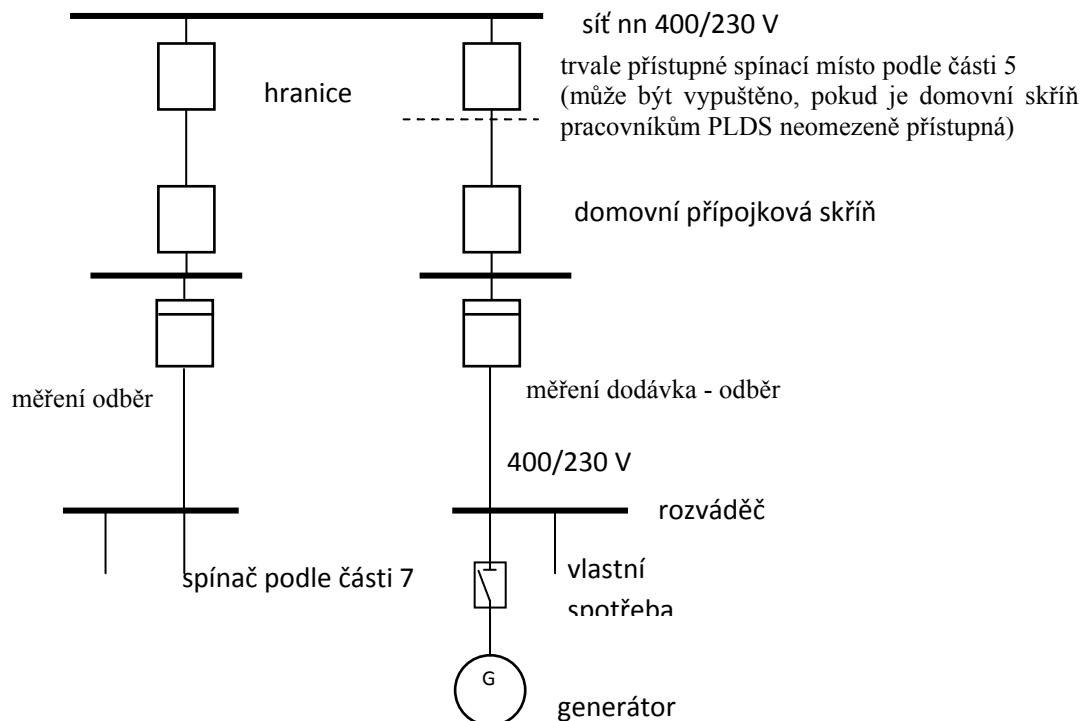 síť nn 400/230 V
trvale přístupné spínací místo podle části 5
(může být vypuštěno, pokud je domovní skříň
pracovníkům PLDS neomezeně přístupná)
hranice
domovní přípojková skříň
měření odběr
měření dodávka - odběr
400/230 V
rozváděč
spínač podle části 7
vlastní
spotřeba
G
generátor